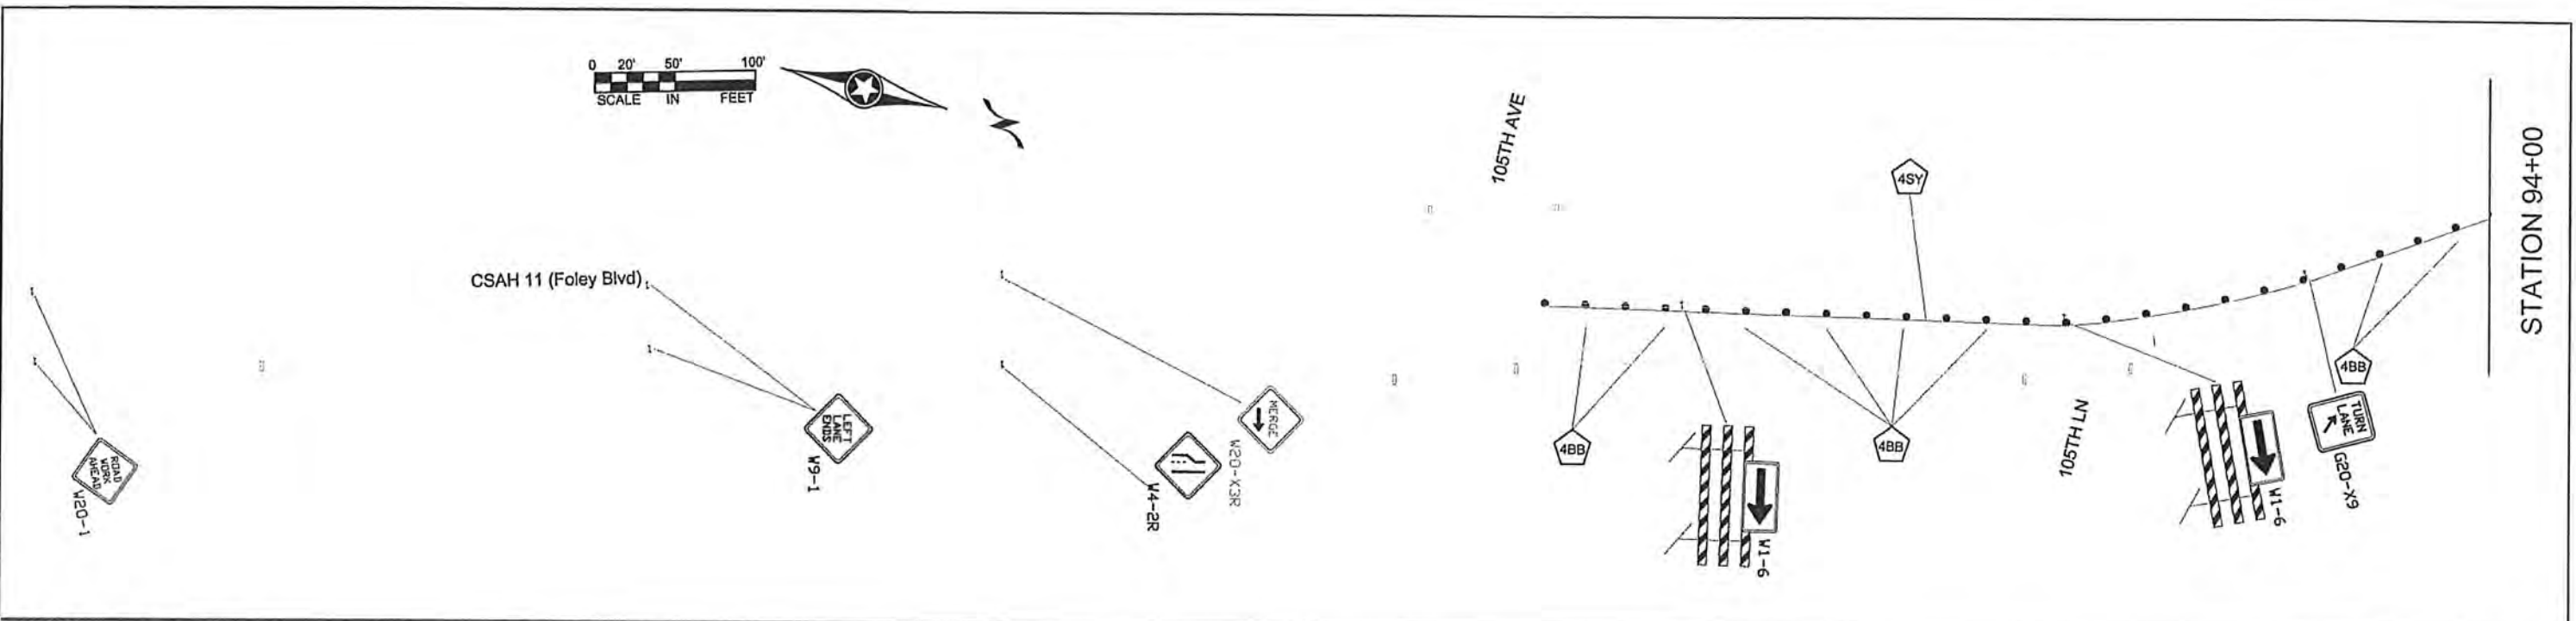 0 20' 50' 100'
SCALE IN FEET
105TH AVE
4SY
STATION 94+00
CSAH 11 (Foley Blvd)
ROAD
WORK
AHEAD
W20-1
LEFT
LANE
ENDS
W9-1
MERGE
W20-X3R
W4-2R
4BB
W1-6
4BB
105TH LN
W1-6
4BB
TURN
LANE
G20-X9